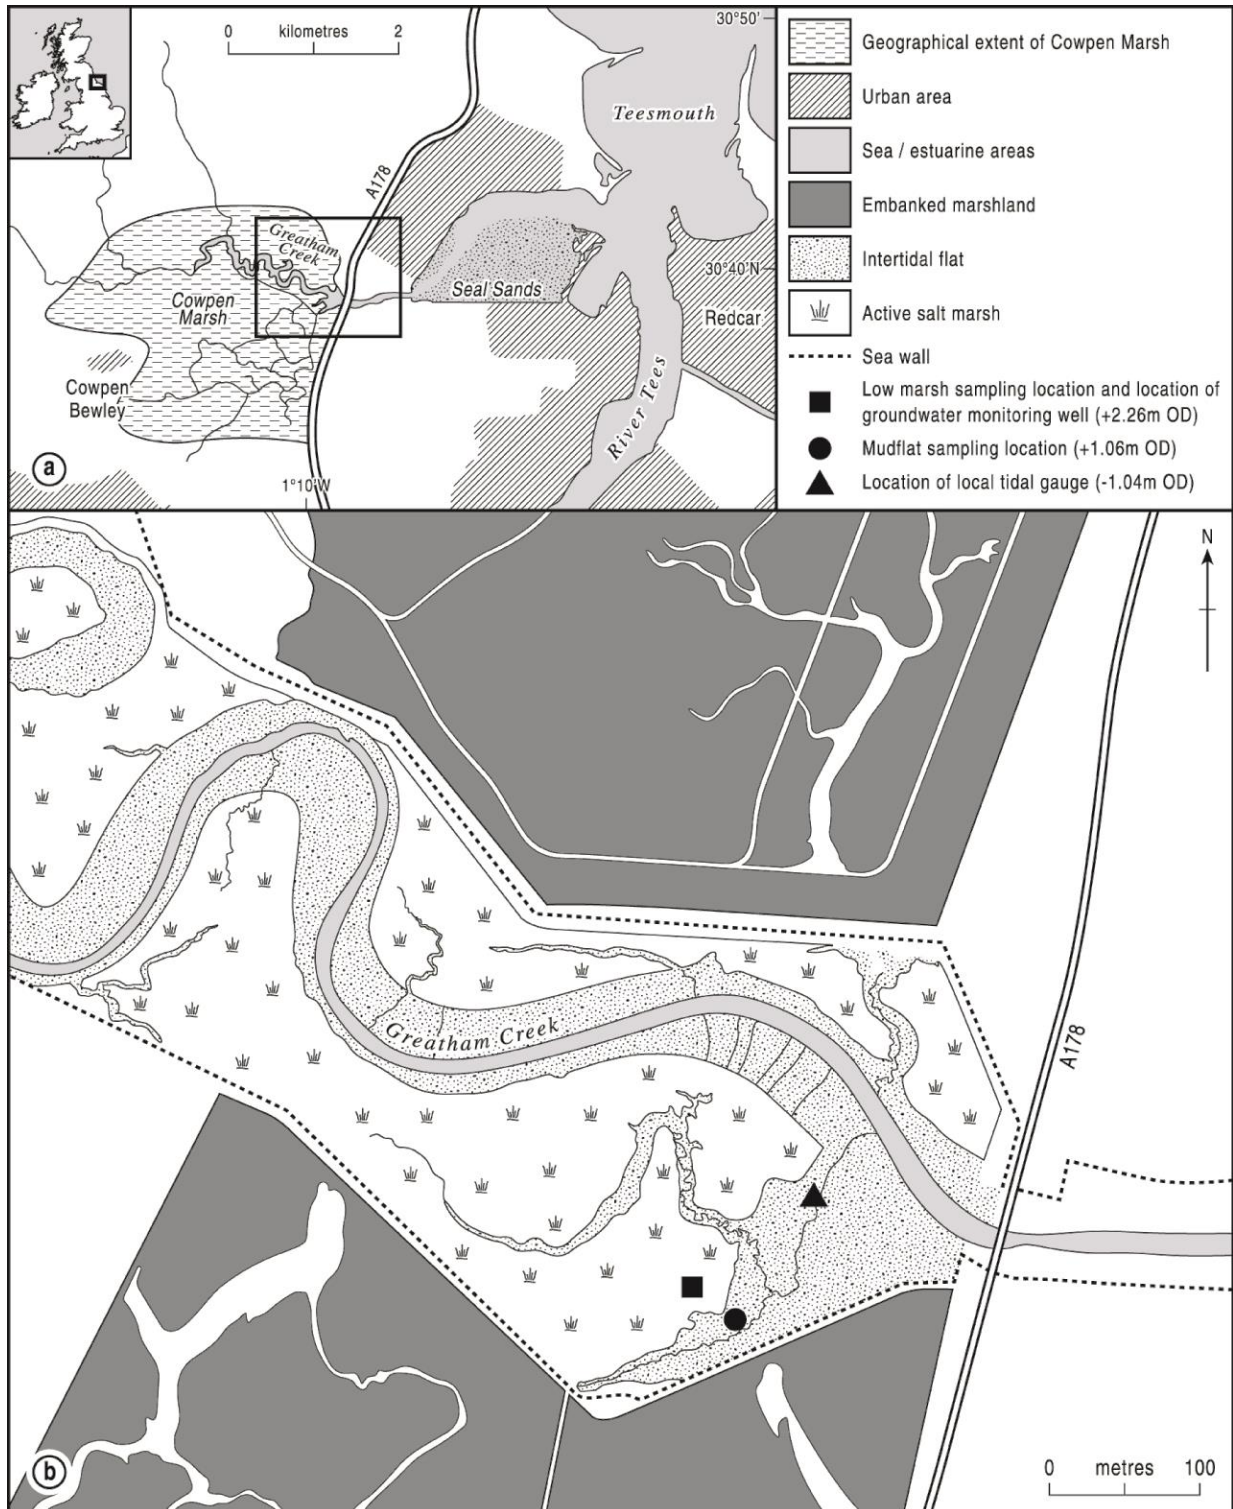 0 kilometres 2
30°50'
Teesmouth
A178
Greatham
Creek
30°40'N
Cowpen
Marsh
Seal Sands
Redcar
Cowpen
Bewley
River Tees
1°10'W
a
Geographical extent of Cowpen Marsh
Urban area
Sea / estuarine areas
Embanked marshland
Intertidal flat
Active salt marsh
Sea wall
Low marsh sampling location and location of
groundwater monitoring well (+2.26m OD)
Mudflat sampling location (+1.06m OD)
Location of local tidal gauge (-1.04m OD)
N
Greatham Creek
A178
b
0 metres 100